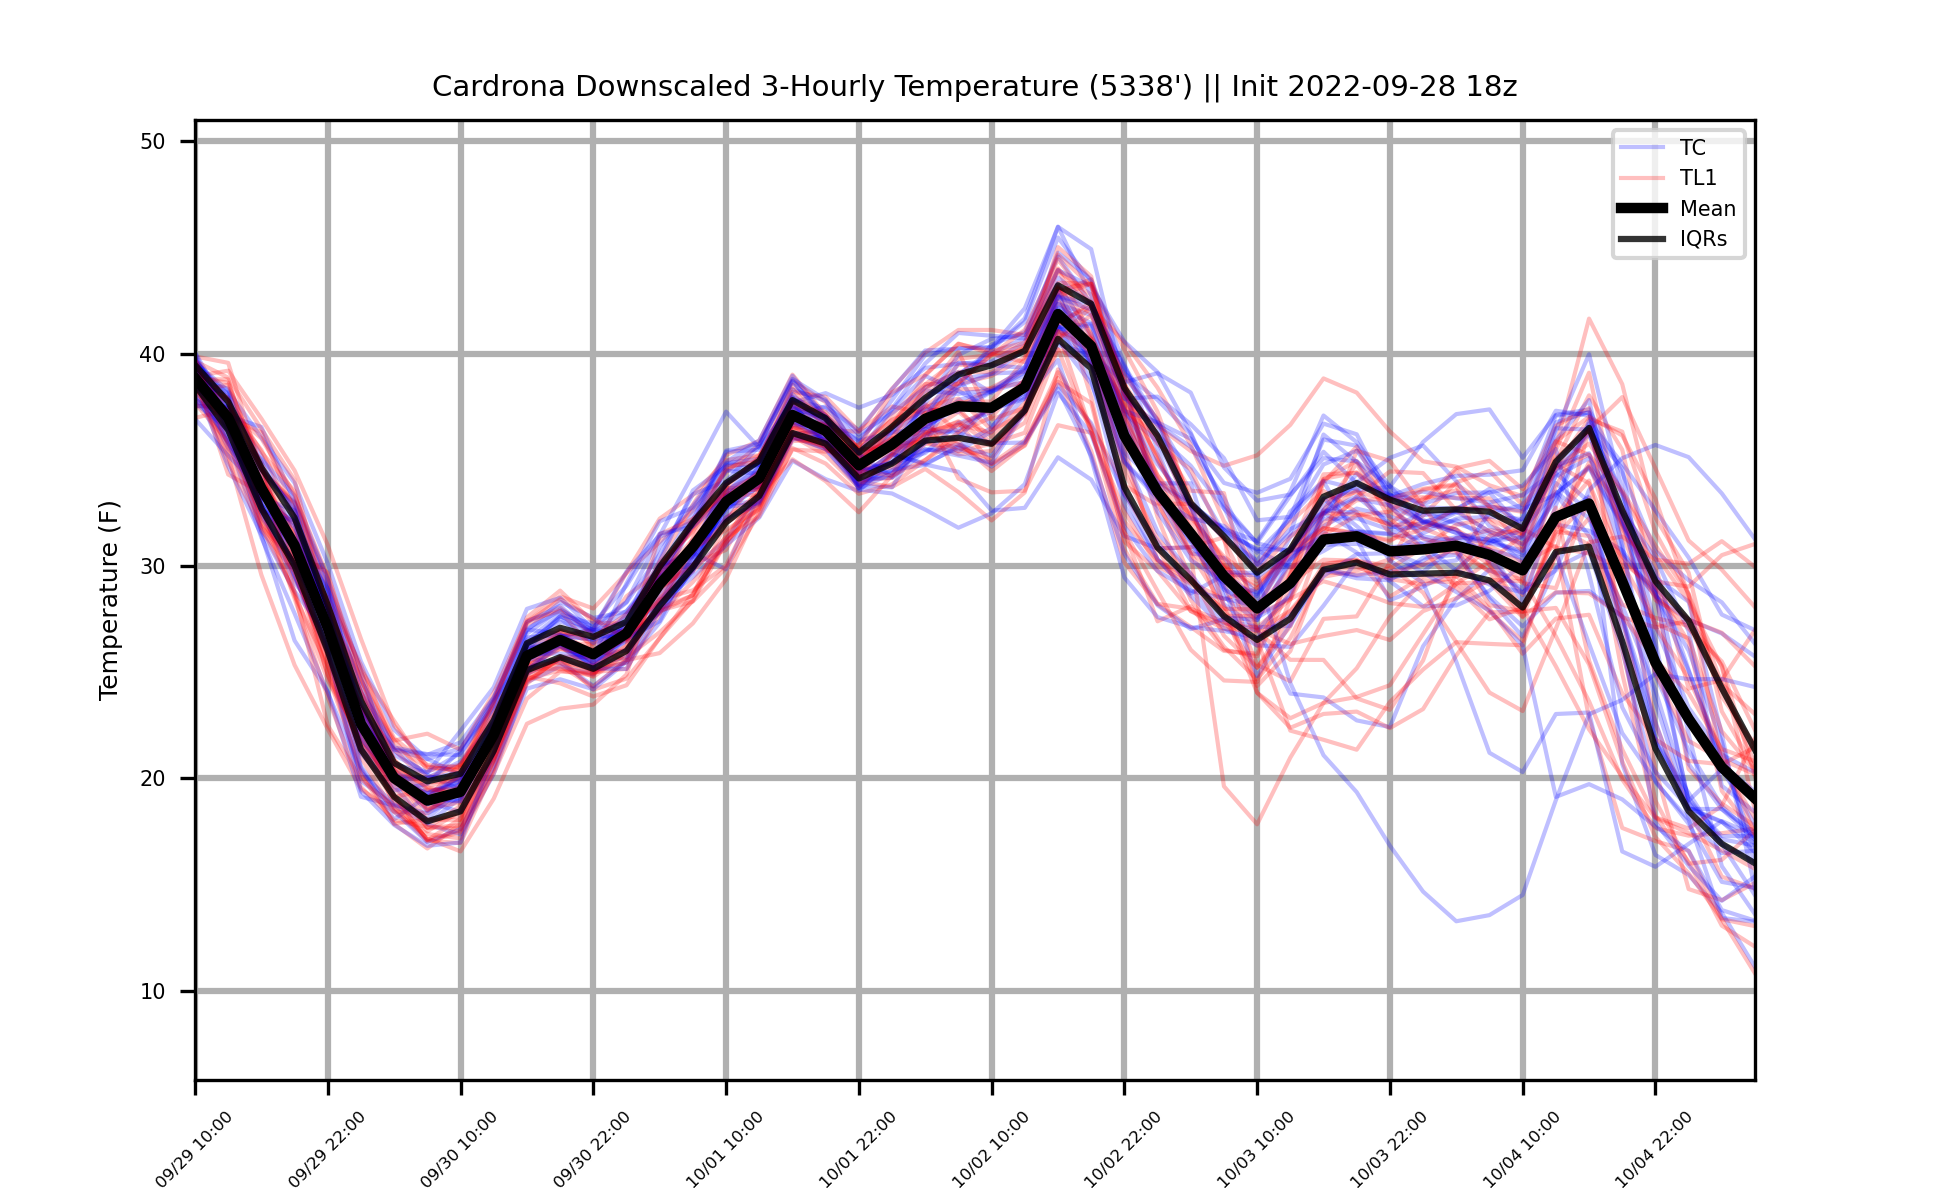 Cardrona Downscaled 3-Hourly Temperature (5338') || Init 2022-09-28 18z
TC
TL1
Mean
IQRs
Temperature (F)
50
40
30
20
10
09/29 10:00
09/29 22:00
09/30 10:00
09/30 22:00
10/01 10:00
10/01 22:00
10/02 10:00
10/02 22:00
10/03 10:00
10/03 22:00
10/04 10:00
10/04 22:00